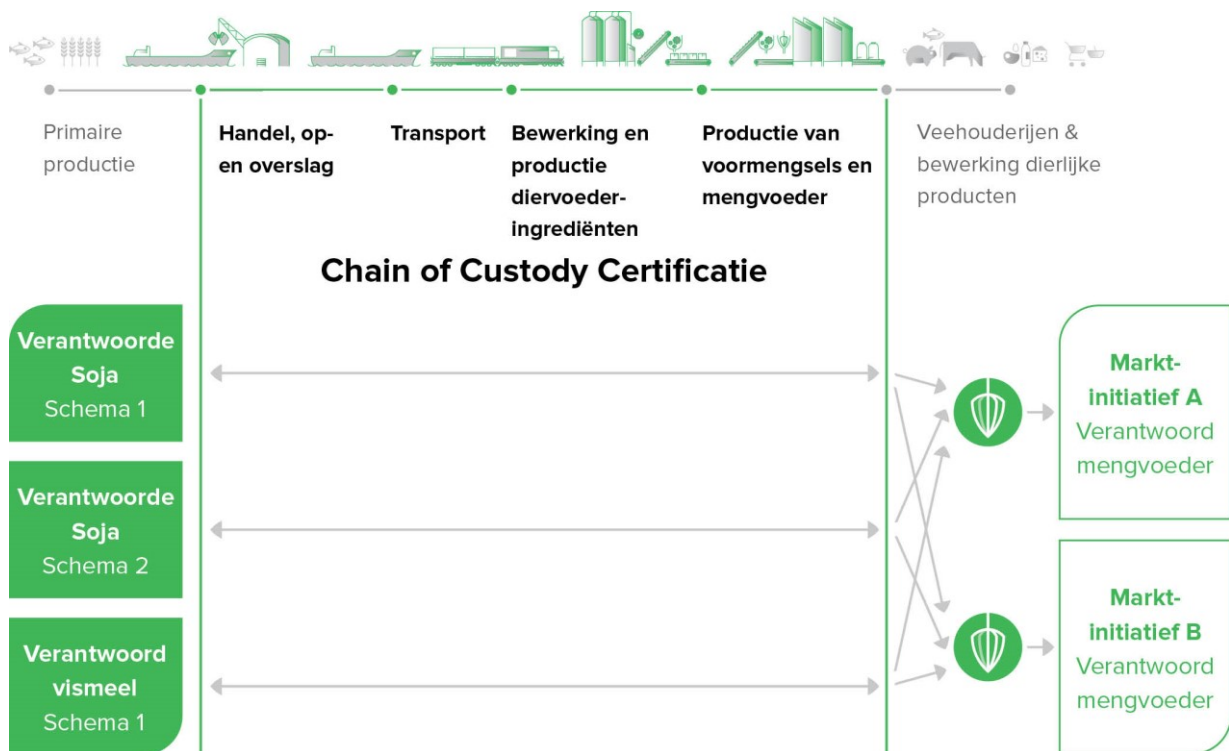 Primaire
productie
Handel, op-
en overslag
Transport
Bewerking en
productie
diervoeder-
ingrediënten
Productie van
voormengsels en
mengvoeder
Veehouderijen &
bewerking dierlijke
producten
Chain of Custody Certificatie
Verantwoorde
Soja
Schema 1
Verantwoorde
Soja
Schema 2
Verantwoord
vismeel
Schema 1
Markt-
initiatief A
Verantwoord
mengvoeder
Markt-
initiatief B
Verantwoord
mengvoeder